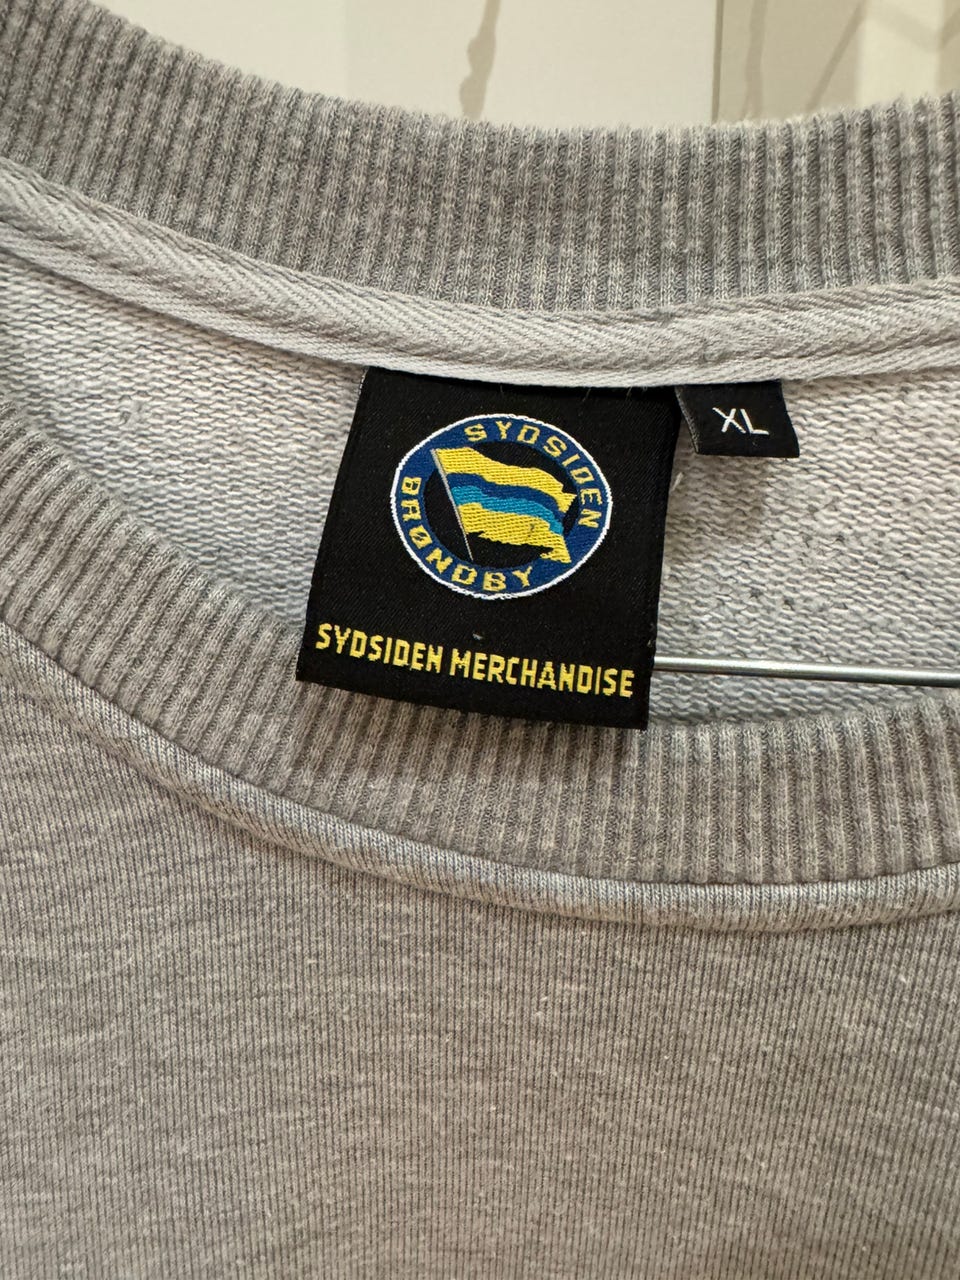 SYDSIDEN
BRØNDBY
XL
SYDSIDEN MERCHANDISE